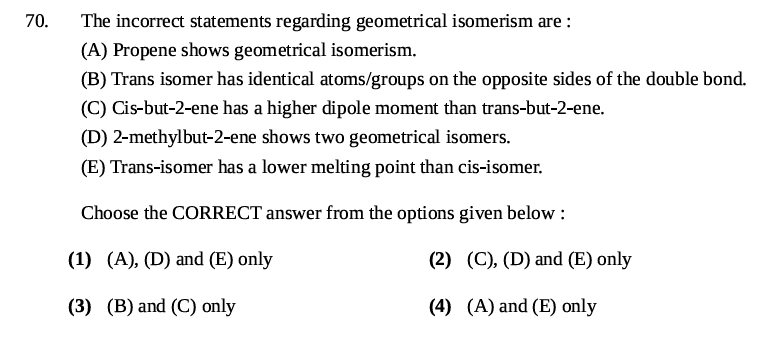 70. The incorrect statements regarding geometrical isomerism are :
(A) Propene shows geometrical isomerism.
(B) Trans isomer has identical atoms/groups on the opposite sides of the double bond.
(C) Cis-but-2-ene has a higher dipole moment than trans-but-2-ene.
(D) 2-methylbut-2-ene shows two geometrical isomers.
(E) Trans-isomer has a lower melting point than cis-isomer.
Choose the CORRECT answer from the options given below :
(1) (A), (D) and (E) only (2) (C), (D) and (E) only
(3) (B) and (C) only (4) (A) and (E) only